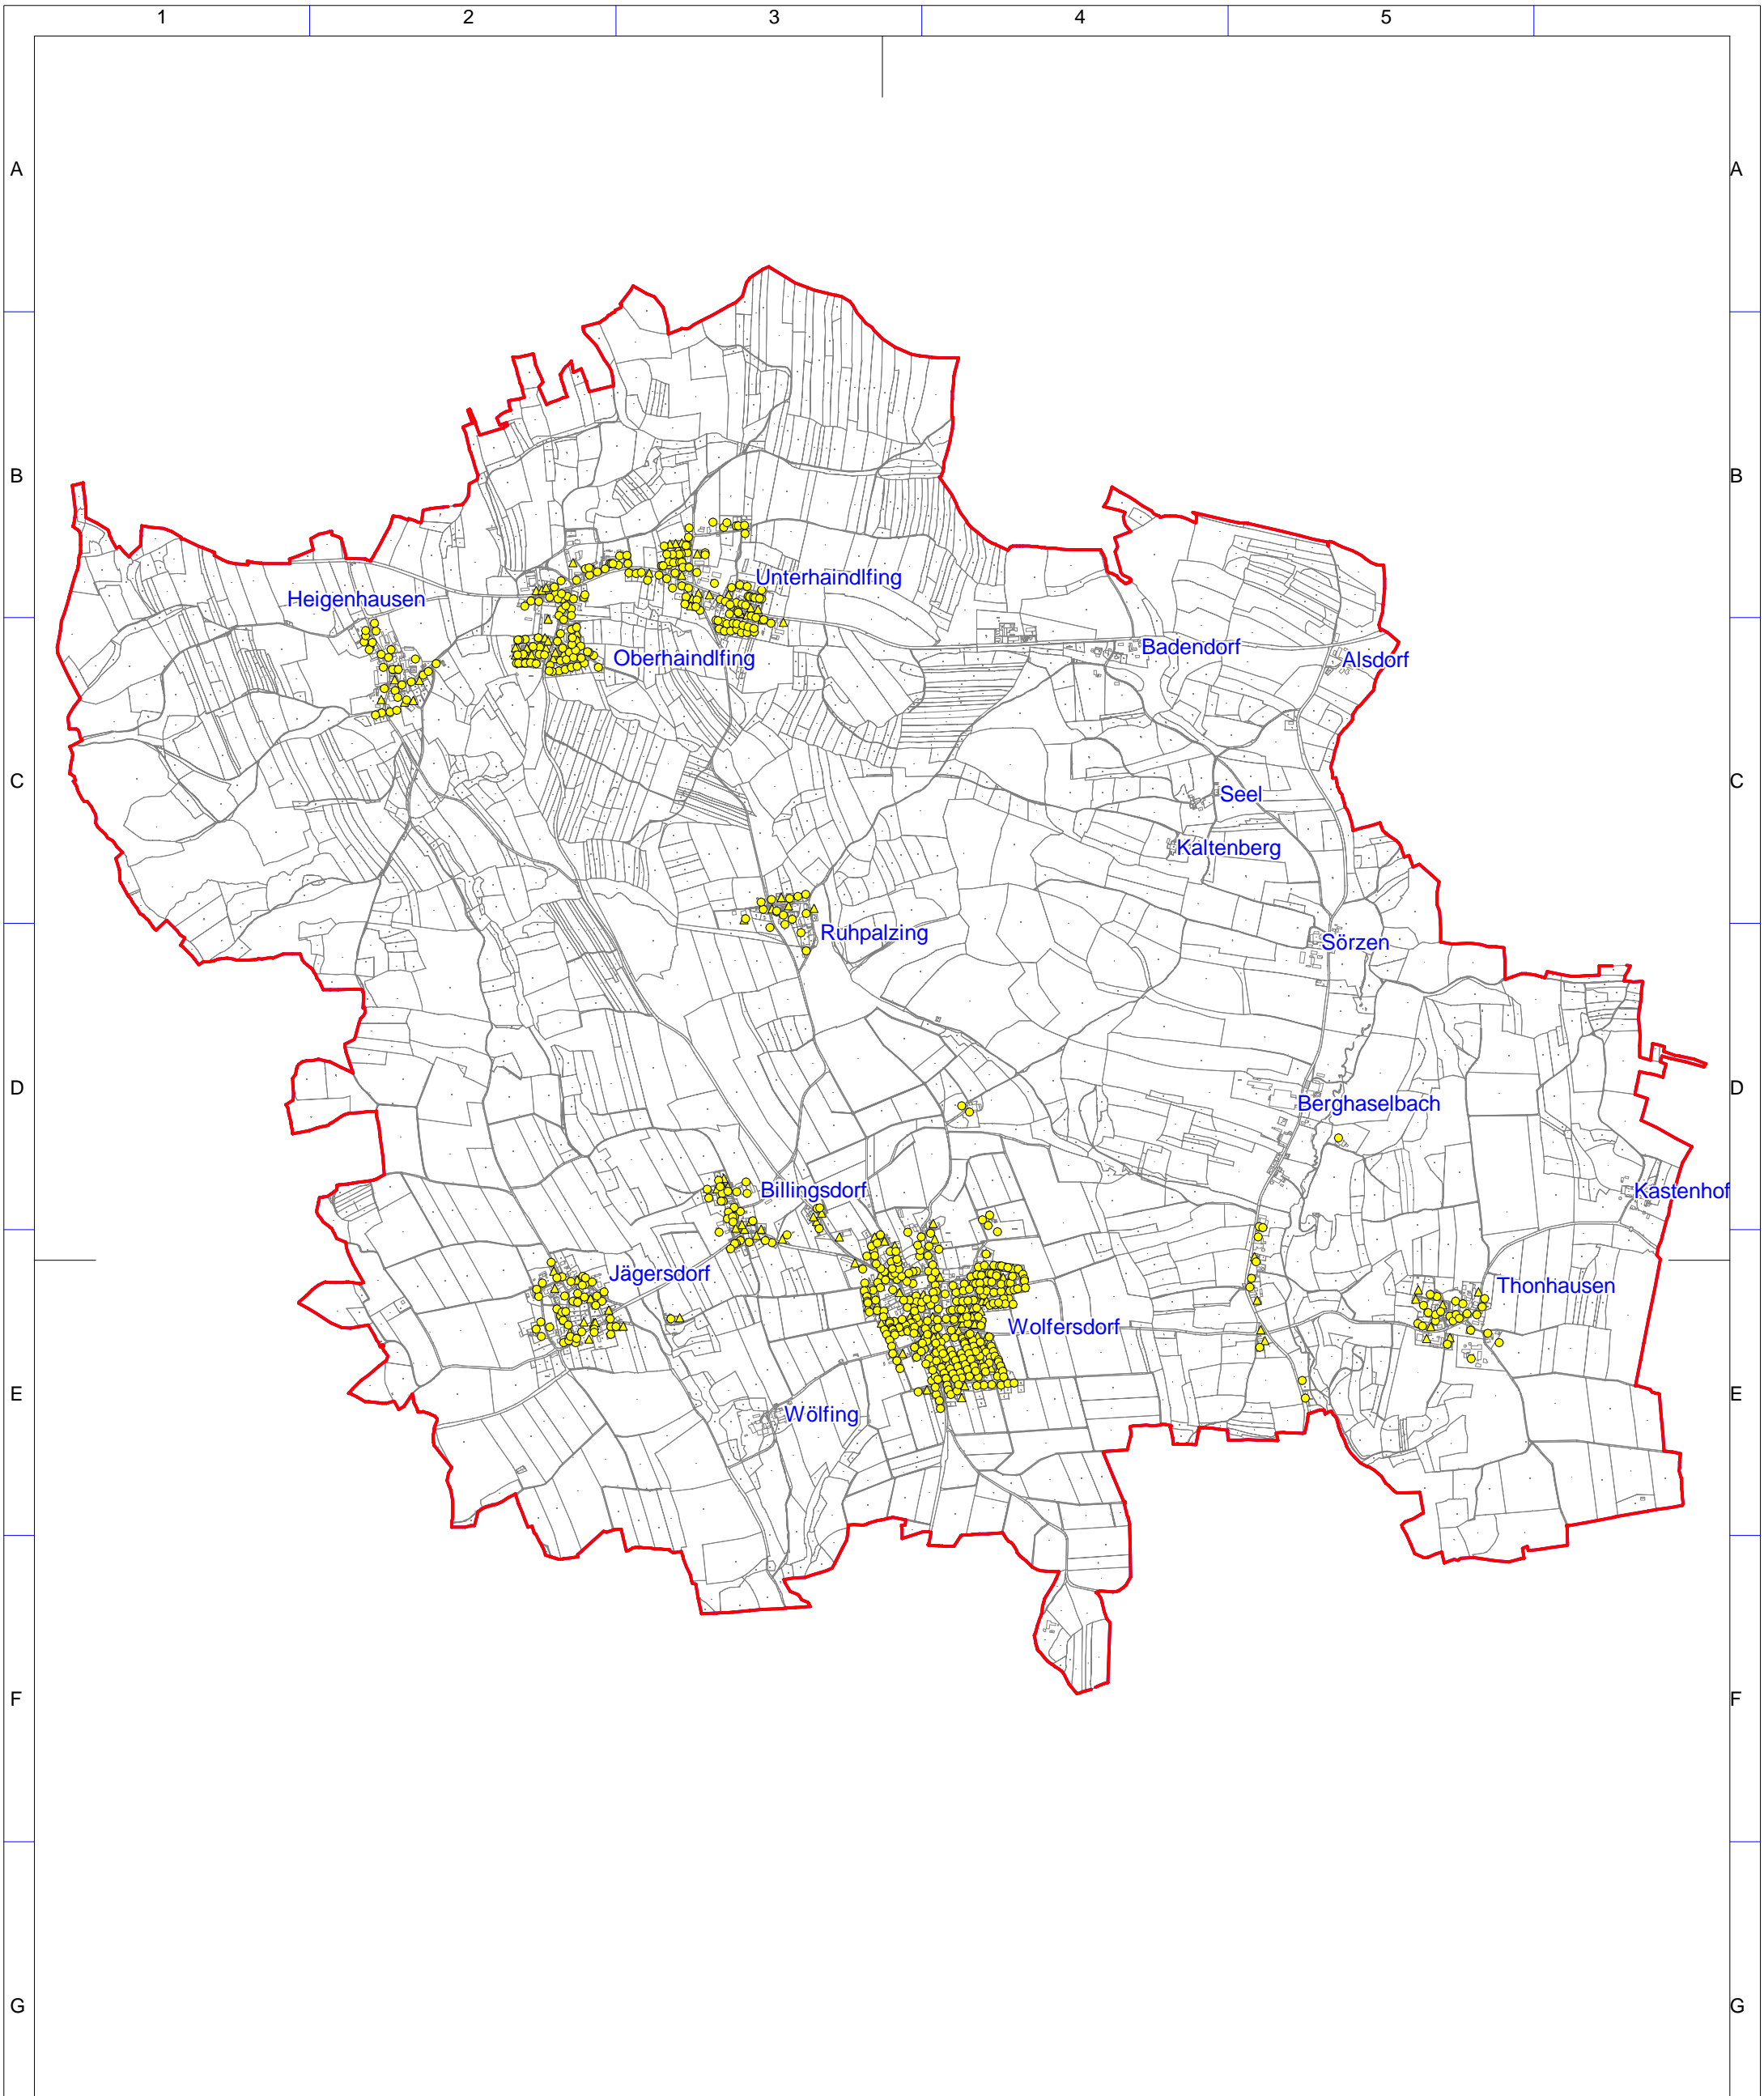 1 2 3 4 5
A A
B B
Unterhaindlfing
Heigenhausen
Badendorf
Oberhaindlfing
Alsdorf
C C
Seel
Kaltenberg
Ruhpalzing
Sörzen
D D
Berghaselbach
Billingsdorf
Kastenhof
Jägersdorf
Thonhausen
Wolfersdorf
E E
Wölfing
F F
G G